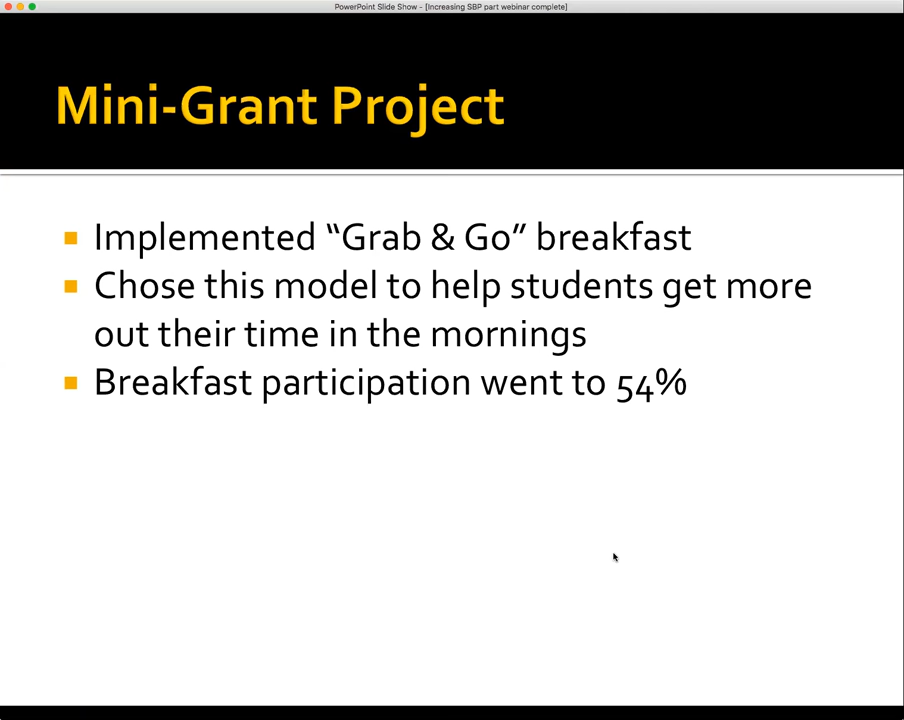 PowerPoint Slide Show - [Increasing SBP part webinar complete]
Mini-Grant Project
Implemented “Grab & Go” breakfast
Chose this model to help students get more
out their time in the mornings
Breakfast participation went to 54%